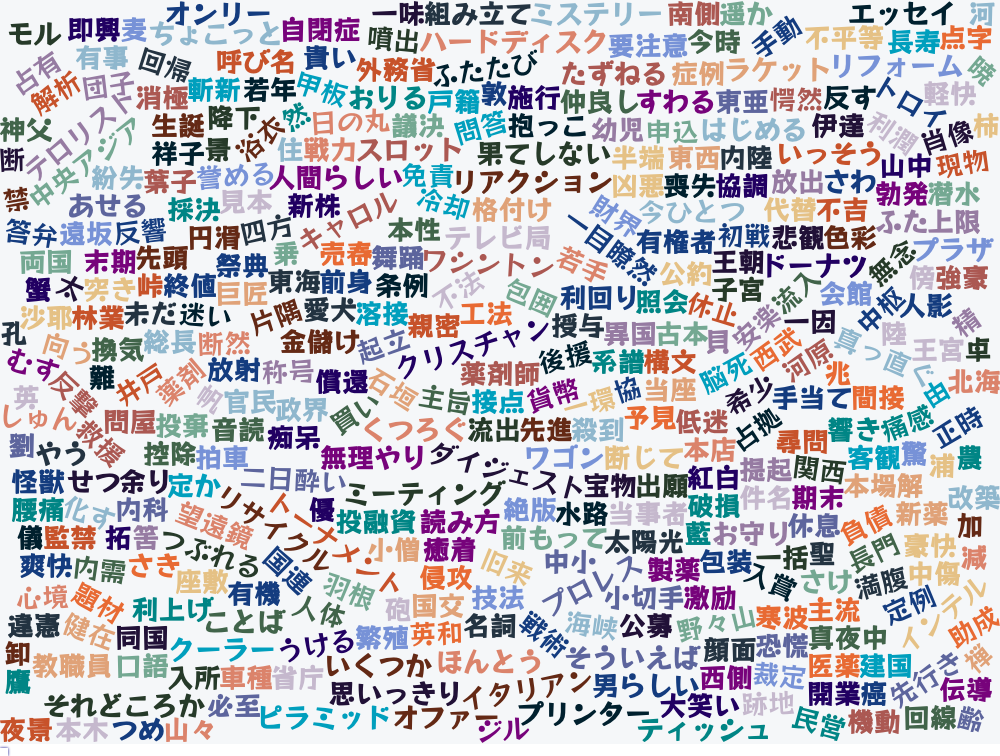 オンリー 一味 組み立て ミステリー 南側 遥か エッセイ 河
モル 即興 麦 ちょこっと 自閉症 噴出 ハードディスク 要注意 今時 手動 不平等 長寿 点字
占有 有事 回帰 呼び名 貴い 外務省 ふたたび たずねる 症例 ラケット リフォーム 時
解析 団子 消極 斬新 若年 甲板 おりる 戸籍 敦 施行 仲良し すわる 東亜 愕然 反す トロイ 軽快
神父 テロリスト 生誕 降下 浴衣 然 日の丸 議決 問答 抱っこ 幼児 申込 はじめる 伊達 利潤 肖像 柿
断 中央アジア 祥子 景 住 戦力 スロット 果てしない 半端 東西 内陸 いっそう 山中 現物
禁 紛失 葉子 誉める 人間らしい 免責 リアクション 凶悪 喪失 協調 放出 さわ 勃発 潜水
あせる 採決 見本 新株 キャロル 冷却 格付け 財界 今ひとつ 代替 不吉 ふた 上限
答弁 遠坂 反響 円滑 四方 本性 テレビ局 一目瞭然 有権者 初戦 悲観 色彩 無念 プラザ
両国 末期 先頭 祭典 乗 売春 舞踊 ワシントン 若手 公約 王朝 ドーナツ 傍 強豪
蟹 突き 峠 終値 巨匠 東海 前身 条例 不法 包囲 利回り 照会 休止 子宮 流入 会館 中枢 人影
孔 沙耶 林業 未だ 迷い 片隅 愛犬 溶接 親密 工法 授与 異国 古本 貝 安楽 一因 陸 精
向う 換気 総長 断然 金儲け 起立 クリスチャン 後援 系譜 構文 脳死 西武 河原 真っ直ぐ 王宮 卓
むす 反撃 難 井戸 薬剤 放射 称号 償還 石垣 薬剤師 主旨 接点 貨幣 一環 協 当座 希少 兆 手当て 間接 由 北海
英 しゅん 救援 問屋 投棄 帆 官民 政界 音読 痴呆 買い くつろぐ 流出 先進 殺到 予見 低迷 占拠 尋問 響き 痛感 正時
劉 やう 控除 拍車 二日酔い 無理やり ダイジェスト ワゴン 断じて 本店 提起 関西 客観 驚 浦 農
怪獣 せつ 余り 定か リサイクル トーナメント ミーティング 宝物 出願 紅白 破損 件名 期末 本場 解 改築
腰痛 化す 内科 望遠鏡 優 投融資 読み方 絶版 水路 当事者 藍 お守り 休息 負債 新薬 加
儀 監禁 拓 筈 つぶれる 小僧 癒着 前もって 太陽光 包装 一括 聖 長門 豪快 減
爽快 内需 さき 座敷 国連 有機 羽根 侵攻 旧来 中小 プロレス 製薬 入賞 さけ 満腹 中傷
心境 題材 利上げ ことば 人体 砲 国文 技法 小切手 激励 定例 インテル 助成
違憲 健在 同国 クーラー うける 繁殖 英和 名詞 戦術 海峡 公募 野々山 寒波 主流
卸 教職員 口語 入所 車種 省庁 いくつか ほんとう そういえば 顔面 恐慌 真夜中 先行き 禅
鷹 それどころか 必至 思いっきり イタリアン 男らしい 西側 裁定 医薬 建国 開業 癌 伝導
夜景 本木 つめ 山々 ピラミッド オファー ジル プリンター 大笑い 跡地 ティッシュ 民営 機動 回線 齢